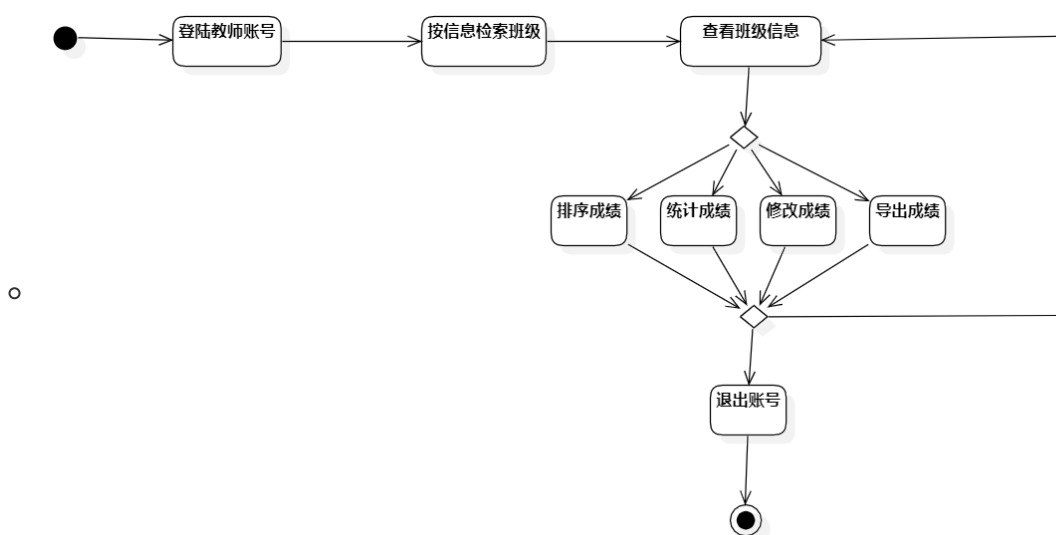 登陆教师账号
按信息检索班级
查看班级信息
排序成绩
统计成绩
修改成绩
导出成绩
退出账号